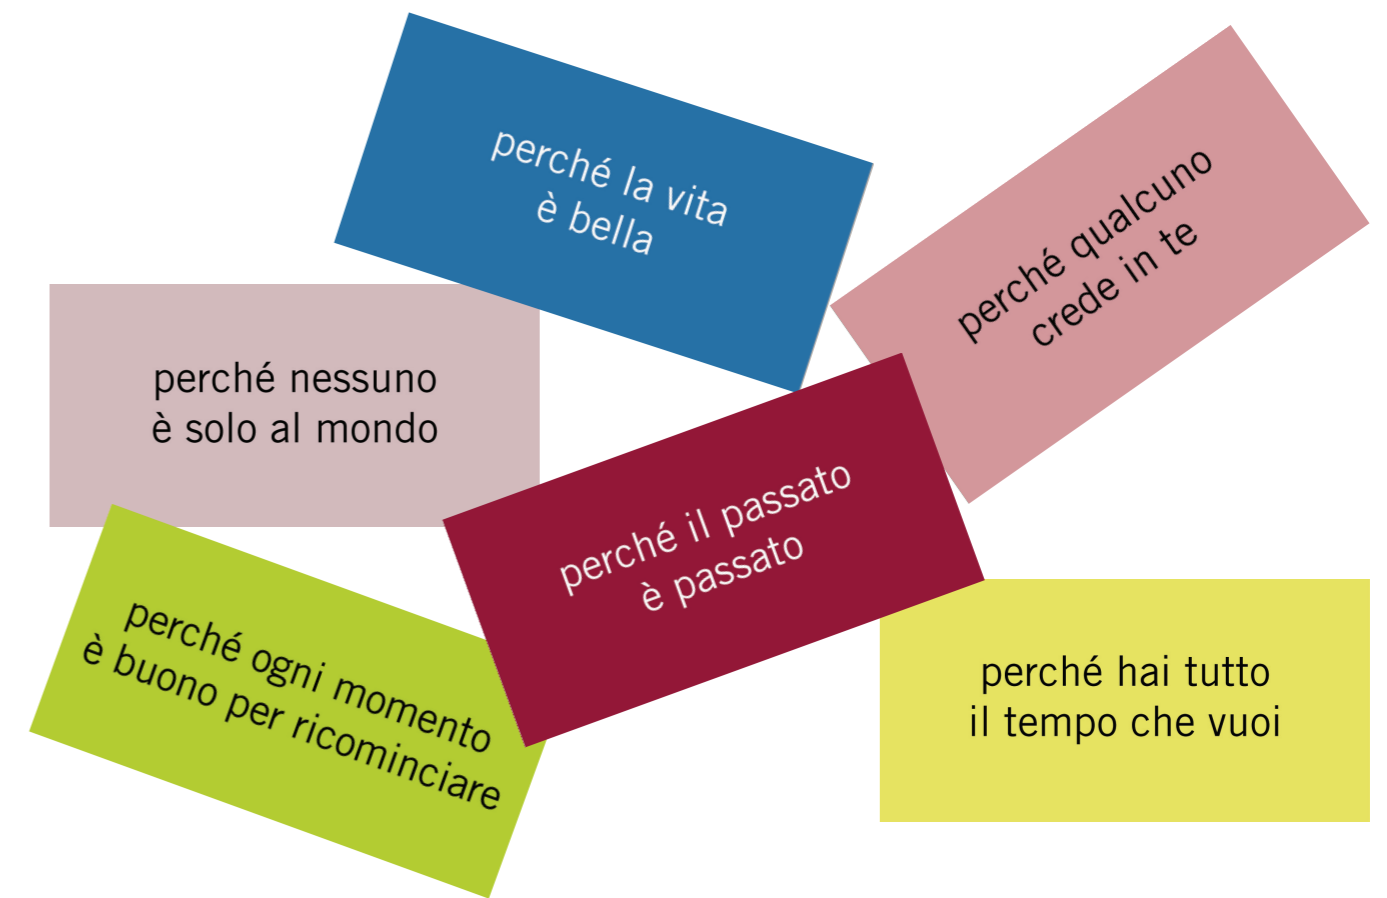 perché la vita
è bella
perché qualcuno
crede in te
perché nessuno
è solo al mondo
perché il passato
è passato
perché ogni momento
è buono per ricominciare
perché hai tutto
il tempo che vuoi